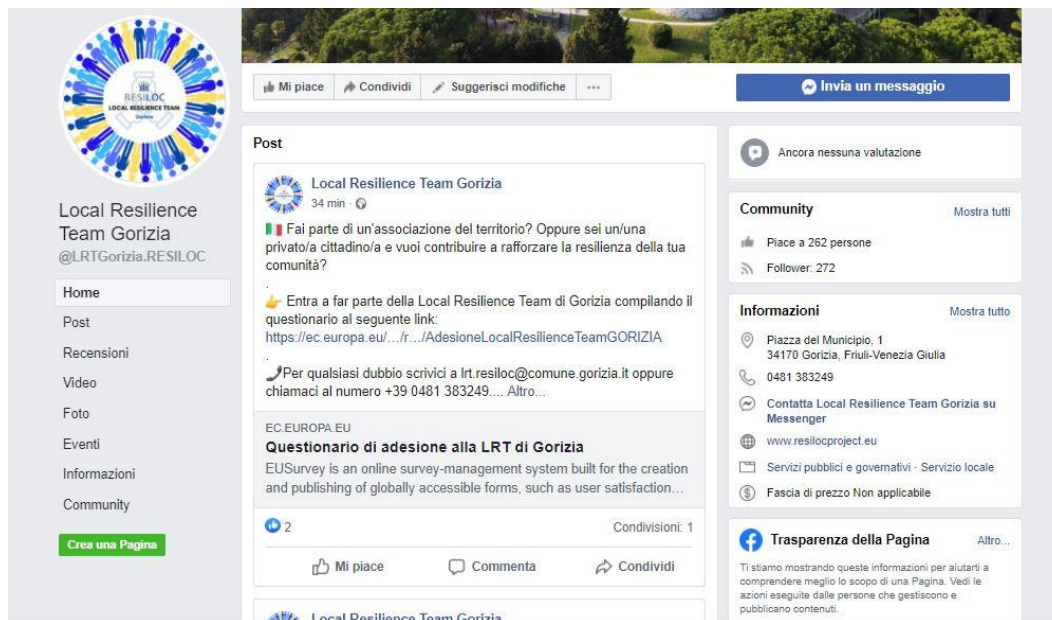 RESILOC
LOCAL RESILIENCE TEAM
Local Resilience
Team Gorizia
@LRTGorizia.RESILOC
Home
Post
Recensioni
Video
Foto
Eventi
Informazioni
Community
Crea una Pagina
Mi piace
Condividi
Suggerisci modifiche
...
Invia un messaggio
Post
Local Resilience Team Gorizia
34 min ·
🇮🇹 Fai parte di un'associazione del territorio? Oppure sei un/una
privato/a cittadino/a e vuoi contribuire a rafforzare la resilienza della tua
comunità?
.
👉 Entra a far parte della Local Resilience Team di Gorizia compilando il
questionario al seguente link:
https://ec.europa.eu/.../r.../AdesioneLocalResilienceTeamGORIZIA
.
Per qualsiasi dubbio scrivici a lrt.resiloc@comune.gorizia.it oppure
chiamaci al numero +39 0481 383249.... Altro...
EC.EUROPA.EU
Questionario di adesione alla LRT di Gorizia
EUSurvey is an online survey-management system built for the creation
and publishing of globally accessible forms, such as user satisfaction...
2
Condivisioni: 1
Mi piace
Commenta
Condividi
Local Resilience Team Gorizia
Ancora nessuna valutazione
Community
Mostra tutti
Piace a 262 persone
Follower: 272
Informazioni
Mostra tutto
Piazza del Municipio, 1
34170 Gorizia, Friuli-Venezia Giulia
0481 383249
Contatta Local Resilience Team Gorizia su
Messenger
www.resilocproject.eu
Servizi pubblici e governativi · Servizio locale
Fascia di prezzo Non applicabile
Trasparenza della Pagina
Altro...
Ti stiamo mostrando queste informazioni per aiutarti a
comprendere meglio lo scopo di una Pagina. Vedi le
azioni eseguite dalle persone che gestiscono e
pubblicano contenuti.